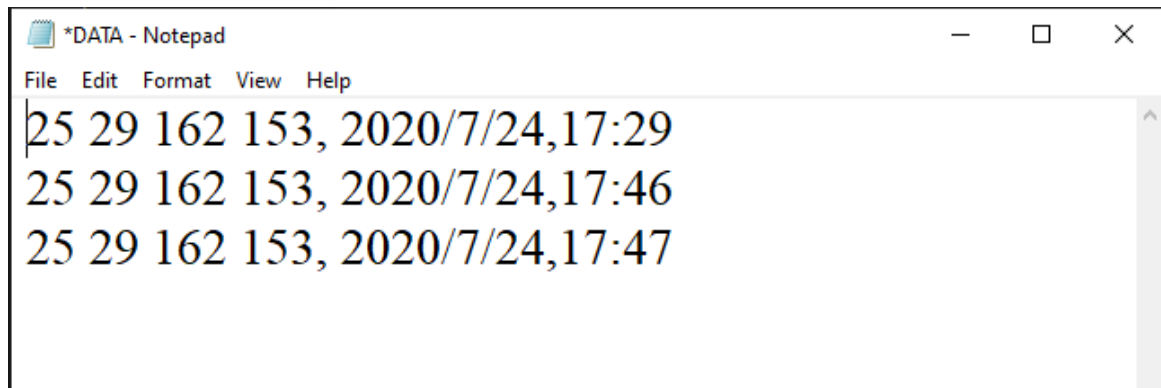 *DATA - Notepad
File Edit Format View Help
25 29 162 153, 2020/7/24,17:29
25 29 162 153, 2020/7/24,17:46
25 29 162 153, 2020/7/24,17:47